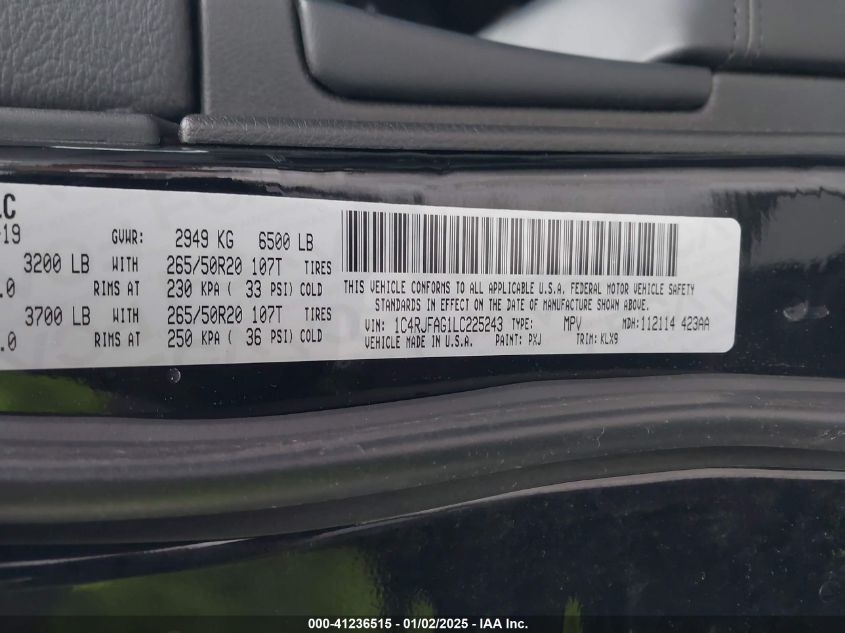 LC
-19
GVWR: 2949 KG 6500 LB
3200 LB WITH 265/50R20 107T TIRES
.0 RIMS AT 230 KPA ( 33 PSI) COLD
3700 LB WITH 265/50R20 107T TIRES
.0 RIMS AT 250 KPA ( 36 PSI) COLD
THIS VEHICLE CONFORMS TO ALL APPLICABLE U.S.A. FEDERAL MOTOR VEHICLE SAFETY
STANDARDS IN EFFECT ON THE DATE OF MANUFACTURE SHOWN ABOVE.
VIN: 1C4RJFAG1LC225243 TYPE: MPV MDH:112114 423AA
VEHICLE MADE IN U.S.A. PAINT: PXJ TRIM: KLX9
000-41236515 - 01/02/2025 - © IAA Inc.